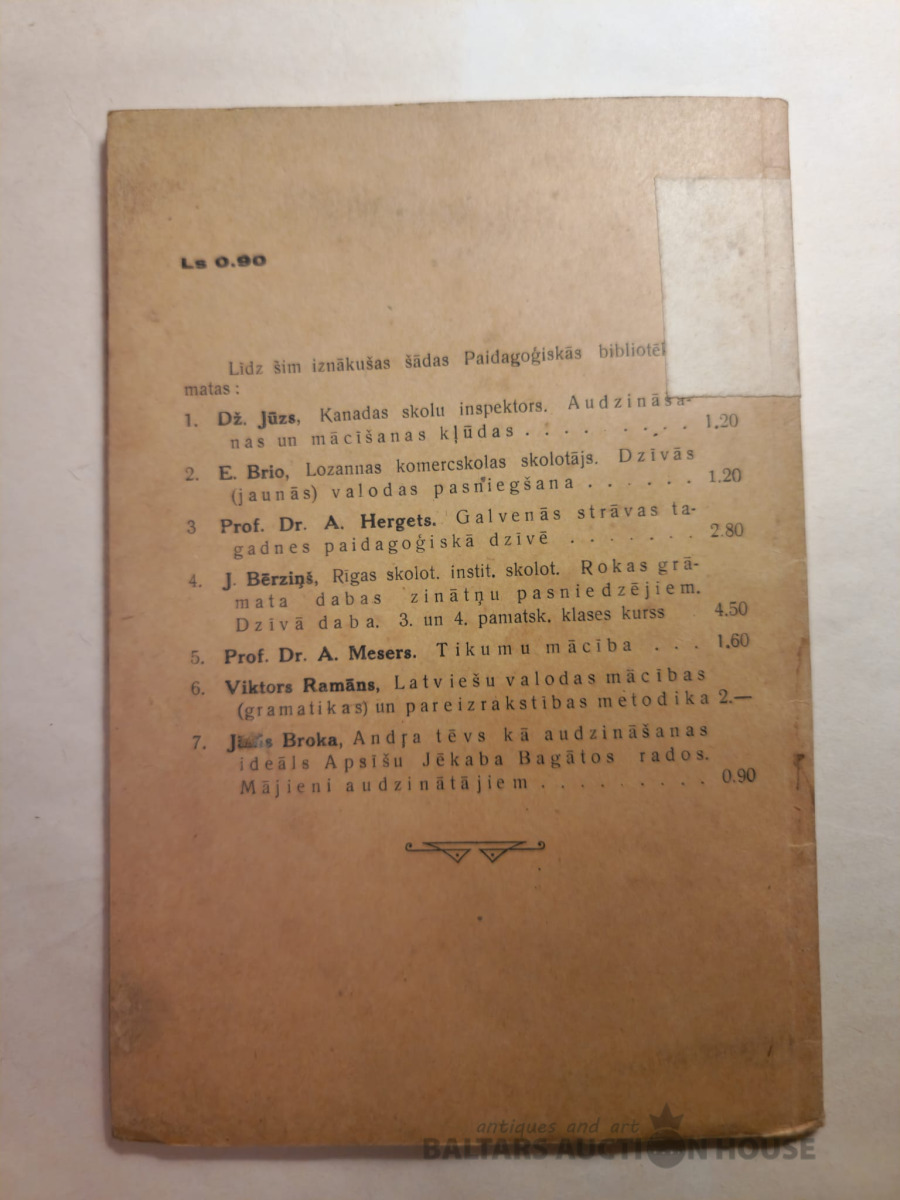 Ls 0.90
Līdz šim iznākušas šādas Paidagoģiskās
matas:
1. Dž. Jūzs, Kanadas skolu inspektors. Audzināša-
nas un mācīšanas kļūdas . . . . . . . . 1.20
2. E. Brio, Lozannas komercskolas skolotājs. Dzīvās
(jaunās) valodas pasniegšana . . . . . . 1.20
3 Prof. Dr. A. Hergets. Galvenās strāvas ta-
gadnes paidagoģiskā dzīvē . . . . . . . 2.80
4. J. Bērziņš, Rīgas skolot. instit. skolot. Rokas grā-
mata dabas zinātņu pasniedzējiem.
Dzīvā daba. 3. un 4. pamatsk. klases kurss 4.50
5. Prof. Dr. A. Mesers. Tikumu mācība . . . 1.60
6. Viktors Ramāns, Latviešu valodas mācības
(gramatikas) un pareizrakstības metodika 2.—
7. Broka, Andŗa tēvs kā audzināšanas
ideāls Apsīšu Jēkaba Bagātos rados.
Mājieni audzinātājiem . . . . . . . . . 0.90
antiques and art
BALTARS AUCTION HOUSE